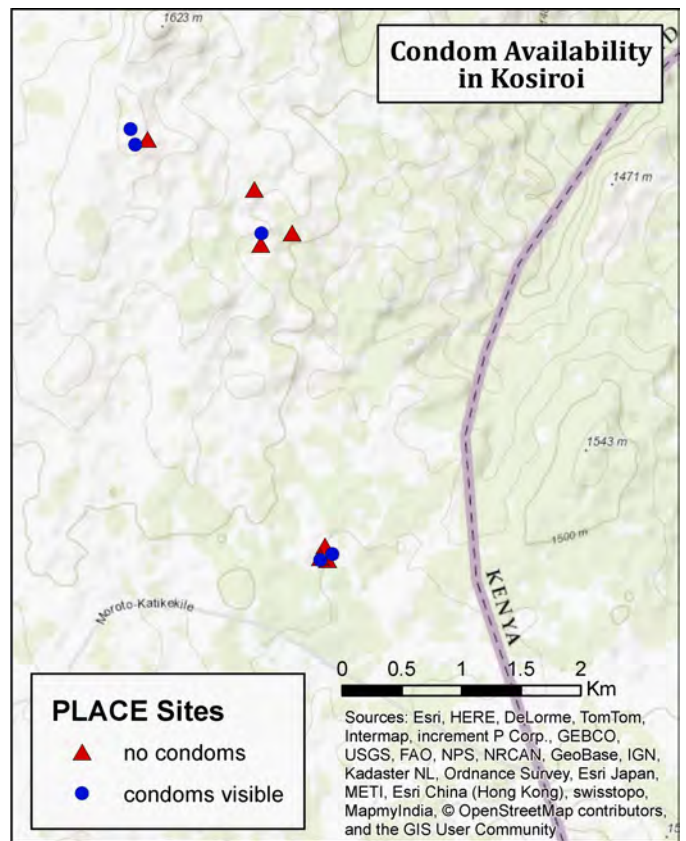 1623 m
Condom Availability
in Kosiroi
D
1471 m
1543 m
1500 m
KENYA
Moroto-Katikekile
0 0.5 1 1.5 2
Km
PLACE Sites
no condoms
condoms visible
Sources: Esri, HERE, DeLorme, TomTom,
Intermap, increment P Corp., GEBCO,
USGS, FAO, NPS, NRCAN, GeoBase, IGN,
Kadaster NL, Ordnance Survey, Esri Japan,
METI, Esri China (Hong Kong), swisstopo,
MapmyIndia, © OpenStreetMap contributors,
and the GIS User Community